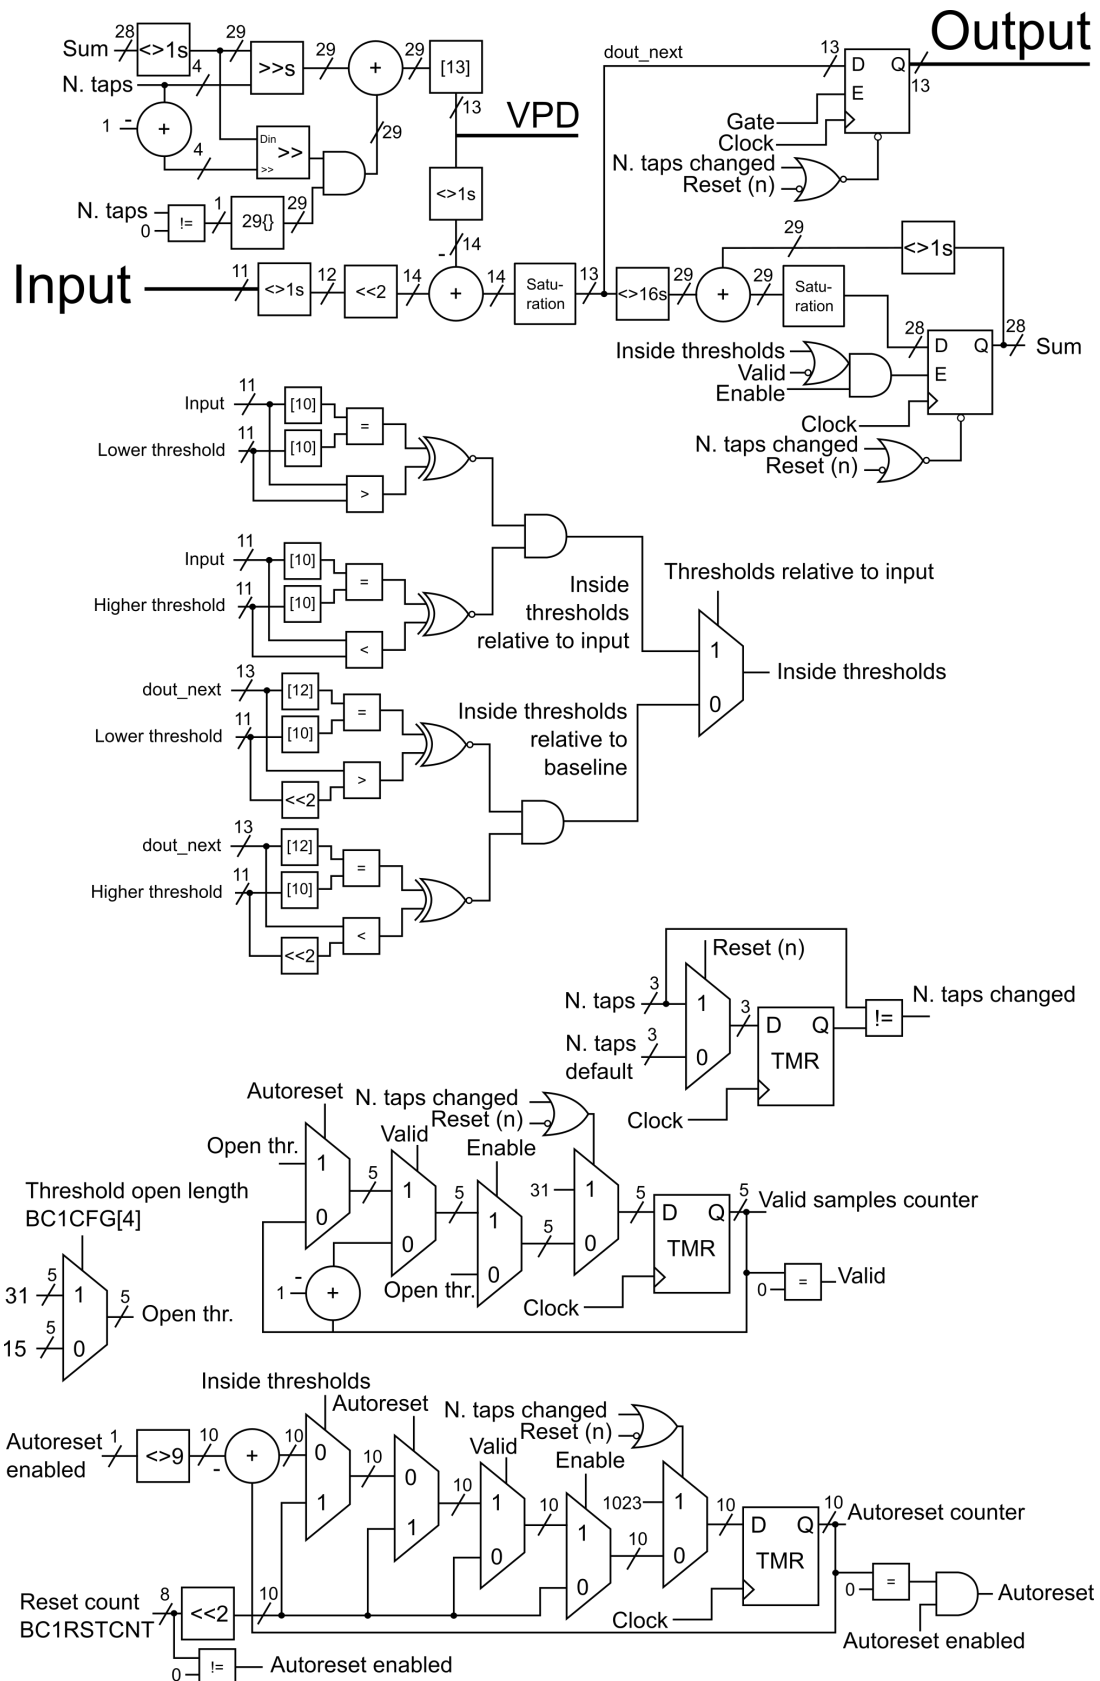 Output
Sum
28
<>1s
29
4
>>s
29
+
29
[13]
13
dout_next
13
D
Q
13
E
N. taps
1
-
+
4
Din
>>
>>
29
VPD
Gate
Clock
N. taps changed
Reset (n)
N. taps
0
!=
1
29{}
29
<>1s
14
-
29
<>1s
Input
11
<>1s
12
<<2
14
+
14
Satu-
ration
13
<>16s
29
+
29
Satu-
ration
28
D
Q
28
Sum
E
Inside thresholds
Valid
Enable
Clock
N. taps changed
Reset (n)
Input
11
[10]
=
Lower threshold
11
[10]
>
Input
11
[10]
=
Higher threshold
11
[10]
<
Inside
thresholds
relative to input
Thresholds relative to input
1
0
Inside thresholds
dout_next
13
[12]
=
Lower threshold
11
[10]
>
<<2
Inside thresholds
relative to
baseline
dout_next
13
[12]
=
Higher threshold
11
[10]
<
<<2
Reset (n)
N. taps
3
1
3
D
Q
TMR
!=
N. taps changed
N. taps
default
3
0
Clock
Autoreset
N. taps changed
Reset (n)
Open thr.
1
0
Valid
5
1
0
Enable
5
1
0
Open thr.
1
-
+
31
5
1
0
5
D
Q
TMR
5
Valid samples counter
Clock
0
=
Valid
Threshold open length
BC1CFG[4]
31
5
1
15
5
0
5
Open thr.
Inside thresholds
Autoreset
N. taps changed
Reset (n)
Valid
Enable
Autoreset
enabled
1
<>9
10
-
+
10
0
1
10
0
1
10
1
0
10
1
0
1023
10
1
0
10
D
Q
TMR
10
Autoreset counter
Clock
0
=
Autoreset
Autoreset enabled
Reset count
BC1RSTCNT
8
<<2
10
0
!=
Autoreset enabled